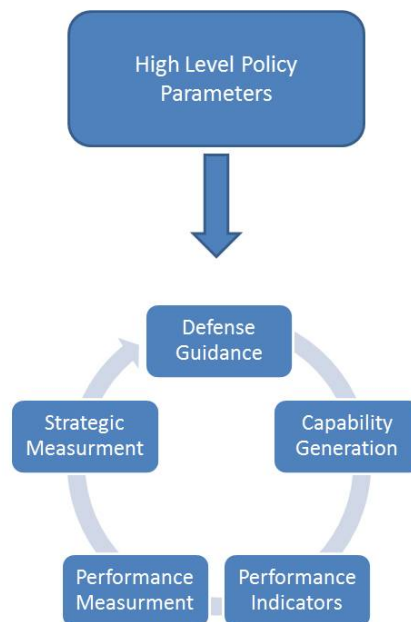 High Level Policy
Parameters
Defense
Guidance
Strategic
Measurment
Capability
Generation
Performance
Measurment
Performance
Indicators